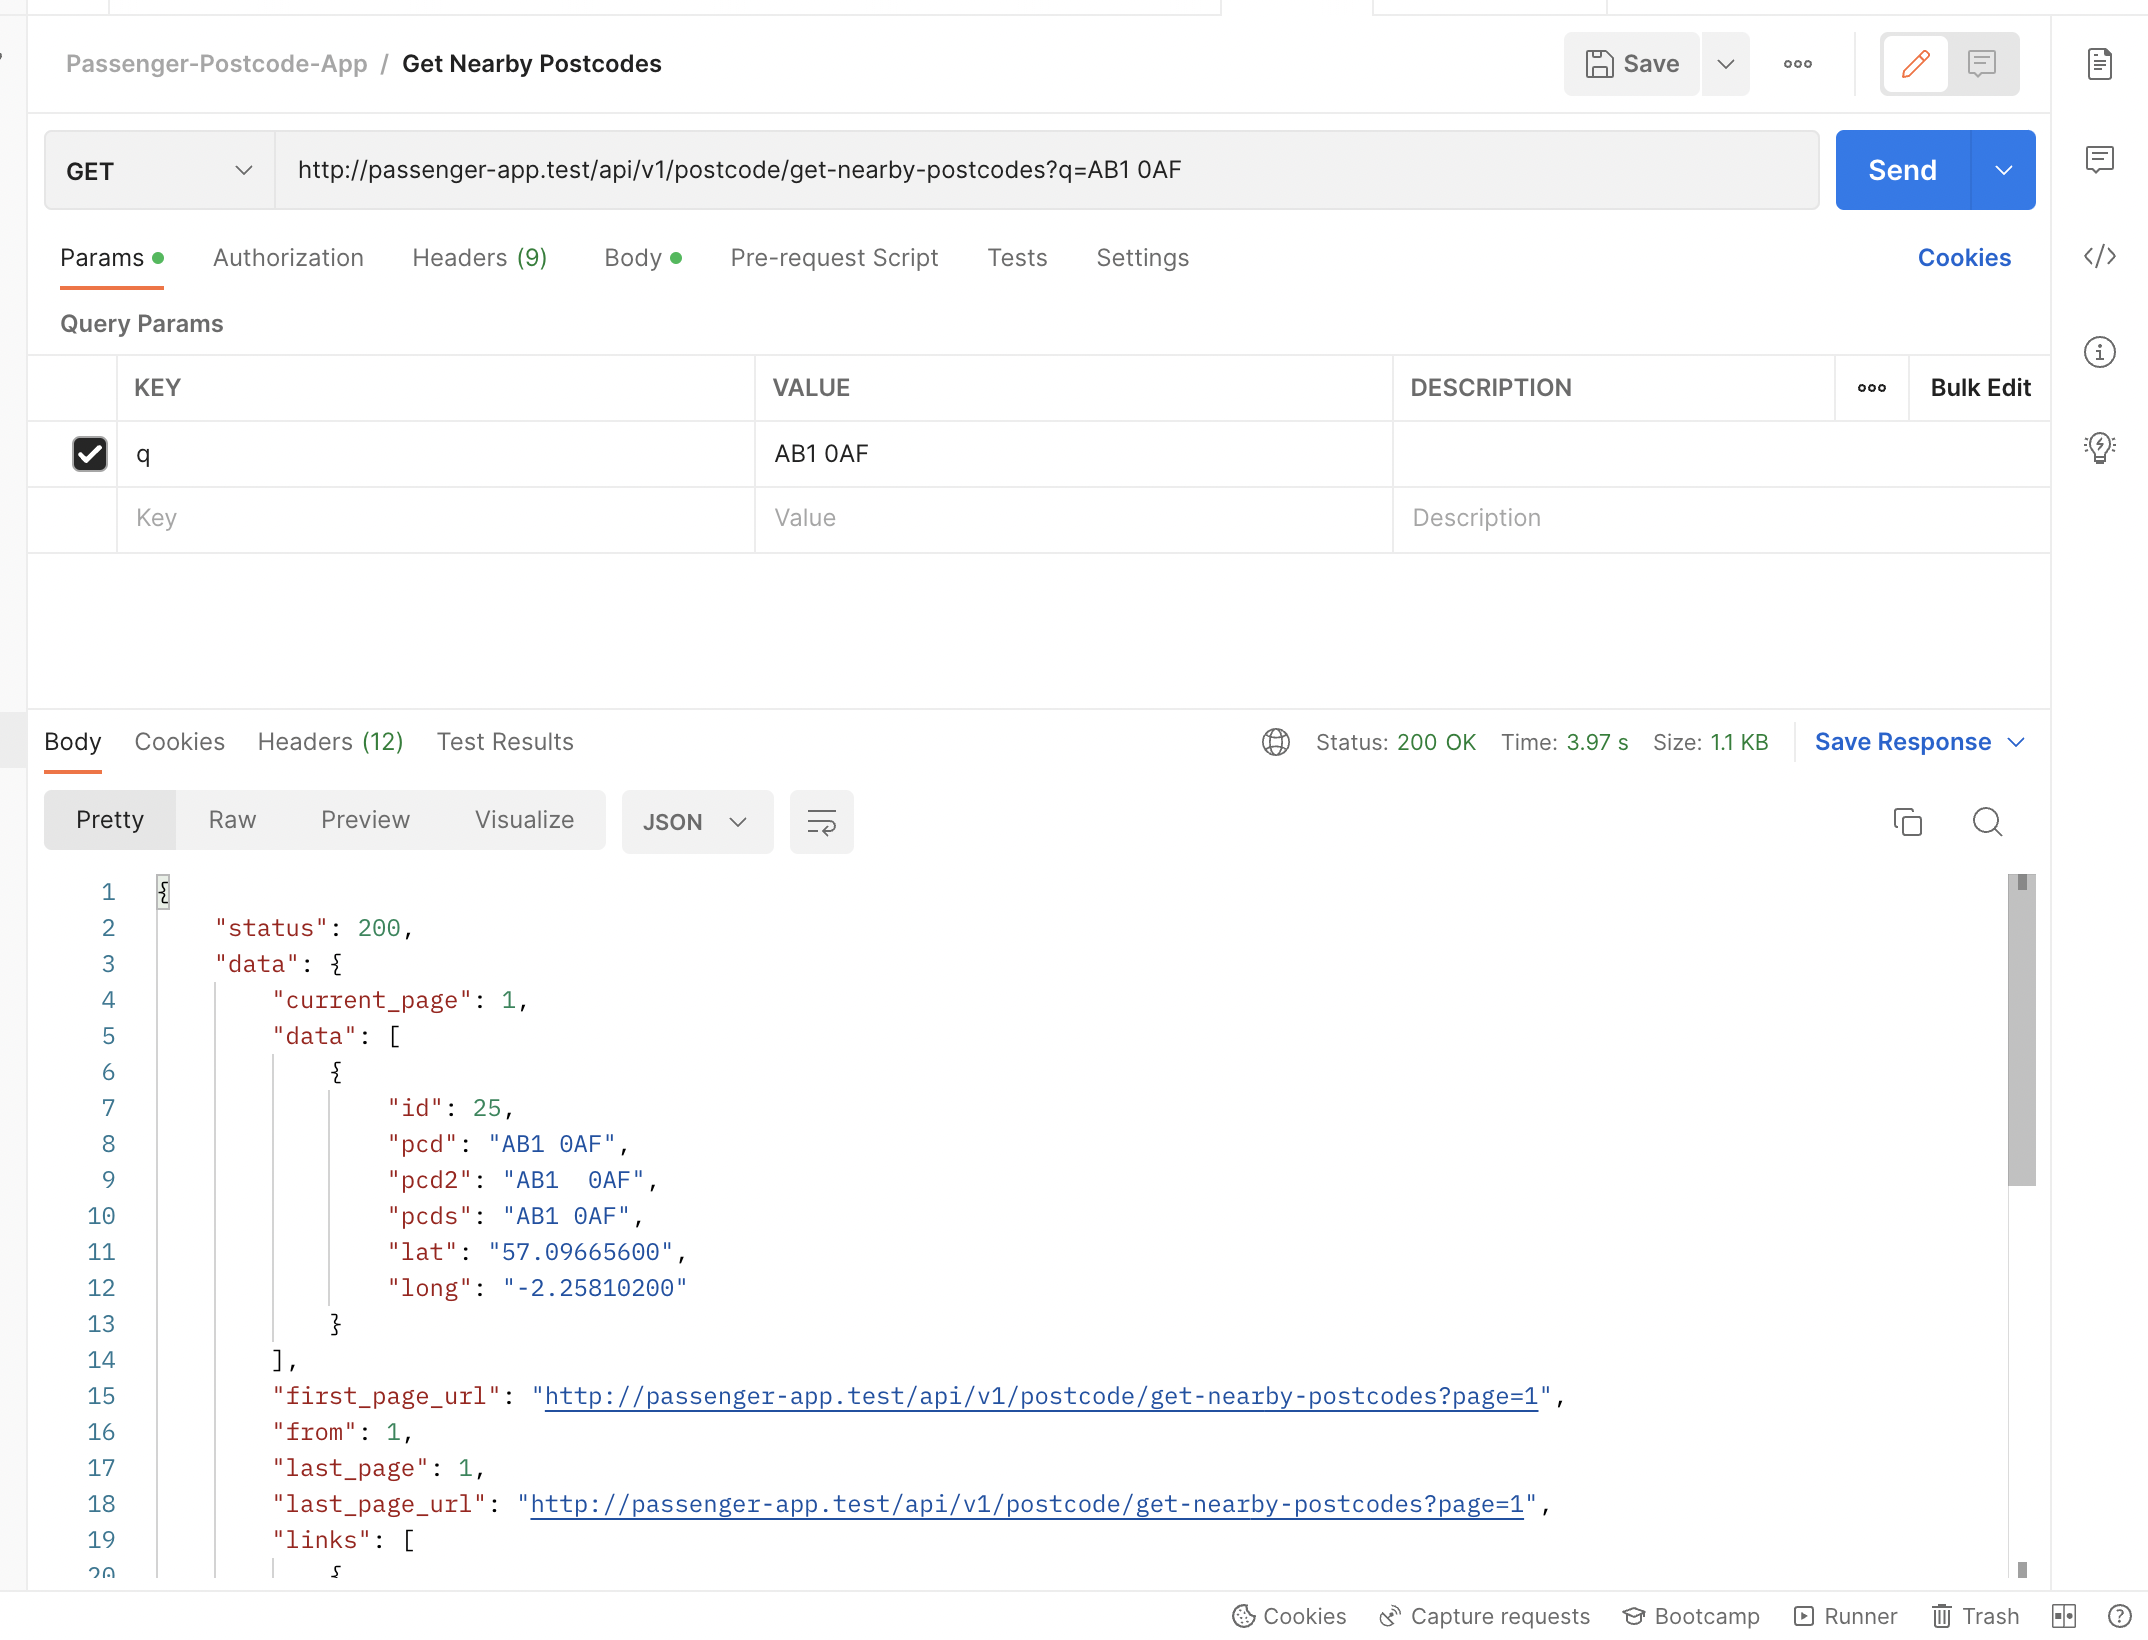 Passenger-Postcode-App / Get Nearby Postcodes
Save
GET
http://passenger-app.test/api/v1/postcode/get-nearby-postcodes?q=AB1 0AF
Send
Params Authorization Headers (9) Body Pre-request Script Tests Settings Cookies
Query Params
KEY VALUE DESCRIPTION Bulk Edit
q AB1 0AF
Key Value Description
Body Cookies Headers (12) Test Results Status: 200 OK Time: 3.97 s Size: 1.1 KB Save Response
Pretty Raw Preview Visualize JSON
1 {
2 "status": 200,
3 "data": {
4 "current_page": 1,
5 "data": [
6 {
7 "id": 25,
8 "pcd": "AB1 0AF",
9 "pcd2": "AB1  0AF",
10 "pcds": "AB1 0AF",
11 "lat": "57.09665600",
12 "long": "-2.25810200"
13 }
14 ],
15 "first_page_url": "http://passenger-app.test/api/v1/postcode/get-nearby-postcodes?page=1",
16 "from": 1,
17 "last_page": 1,
18 "last_page_url": "http://passenger-app.test/api/v1/postcode/get-nearby-postcodes?page=1",
19 "links": [
20 {
Cookies Capture requests Bootcamp Runner Trash